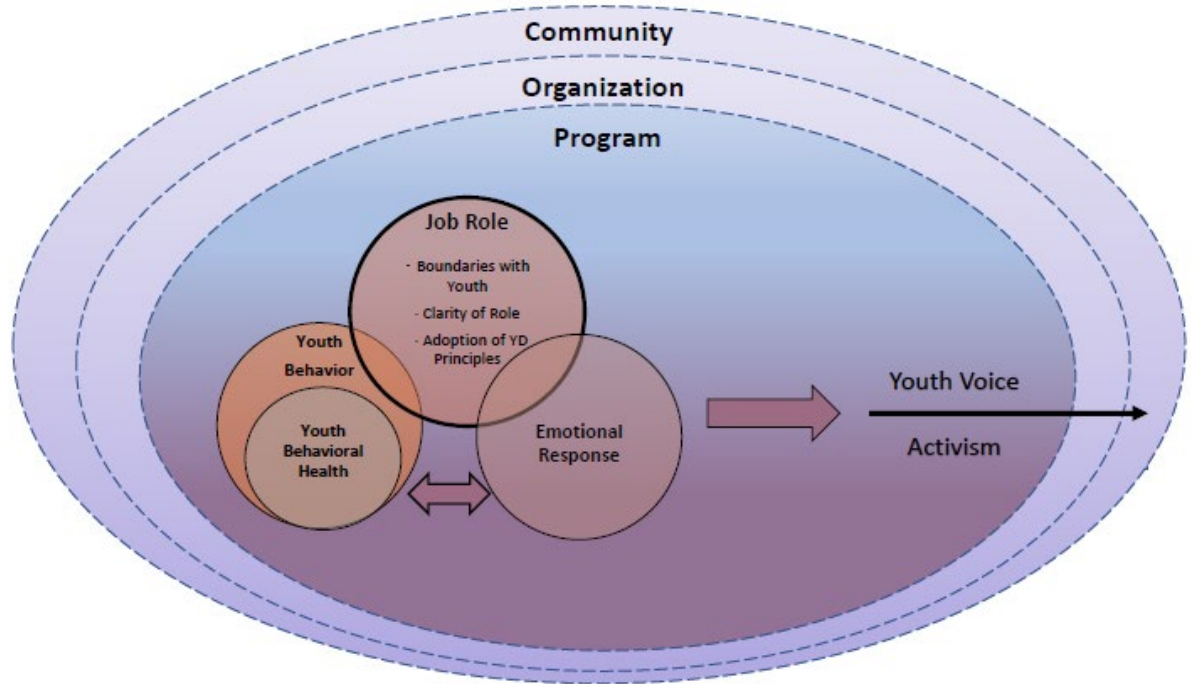 Community
Organization
Program
Job Role
- Boundaries with
Youth
- Clarity of Role
- Adoption of YD
Principles
Youth
Behavior
Youth
Behavioral
Health
Emotional
Response
Youth Voice
Activism